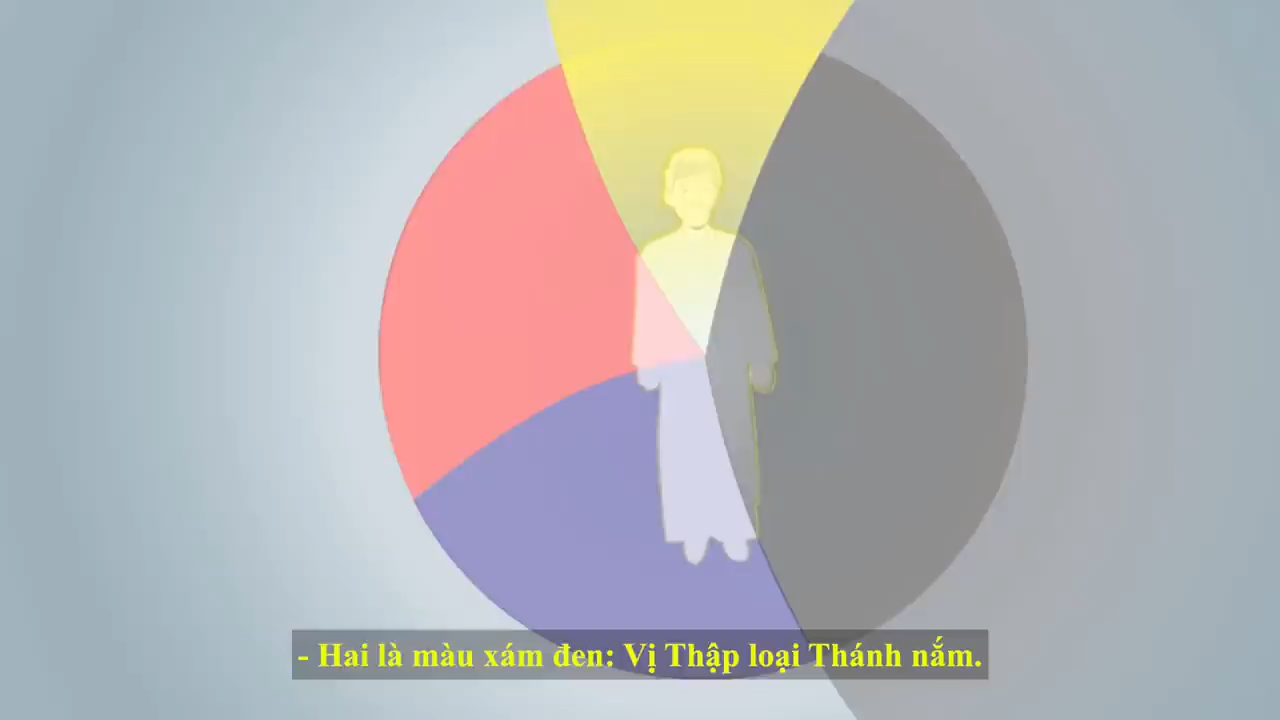 - Hai là màu xám đen: Vị Thập loại Thánh nắm.